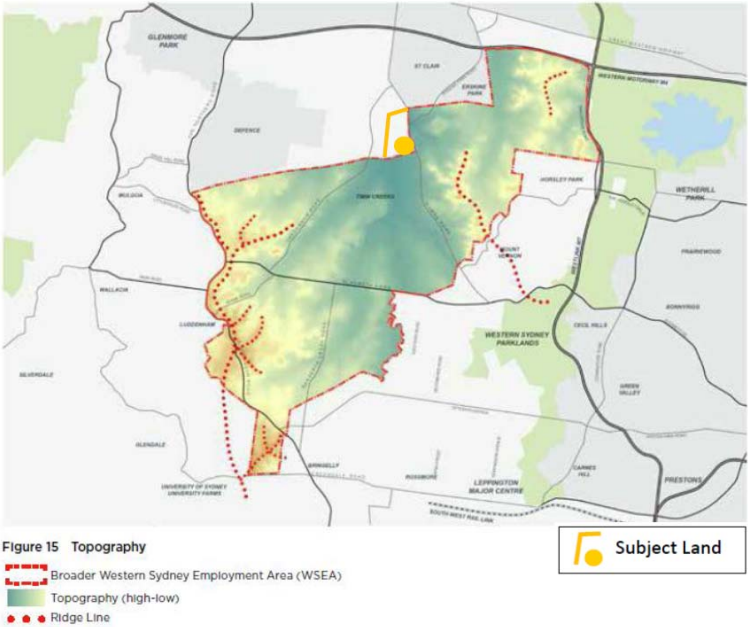 GLENMORE
PARK
ST CLAIR
WESTERN MOTORWAY M4
ERSKINE
PARK
DEFENCE
HORSLEY PARK
WETHERILL
PARK
MULGOA
TWIN CREEKS
MOUNT
VERNON
PRAIRIEWOOD
WALLACIA
BONNYRIGG
LUDDENHAM
WESTERN SYDNEY
PARKLANDS
CECIL HILLS
SILVERDALE
GREEN
VALLEY
GLENDALE
BRINGELLY
UNIVERSITY OF SYDNEY
UNIVERSITY FARMS
ROSSMORE
LEPPINGTON
MAJOR CENTRE
CARNES
HILL
PRESTONS
SOUTH WEST RAIL LINK
Figure 15 Topography
Subject Land
Broader Western Sydney Employment Area (WSEA)
Topography (high-low)
Ridge Line